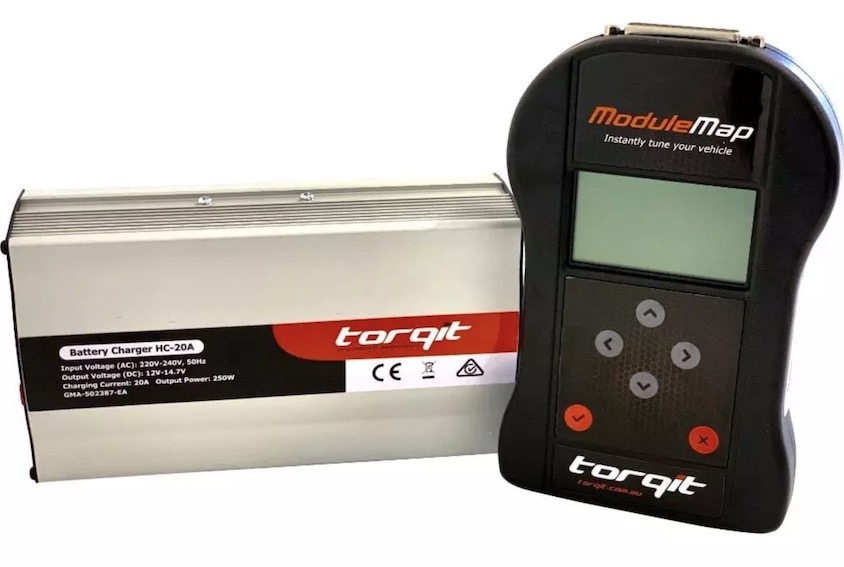 Battery Charger HC-20A
Input Voltage (AC): 220V-240V, 50Hz
Output Voltage (DC): 12V-14.7V
Charging Current: 20A Output Power: 250W
GMA-502387-EA
torqit
CE
ModuleMap
Instantly tune your vehicle
torqit
torqit.com.au